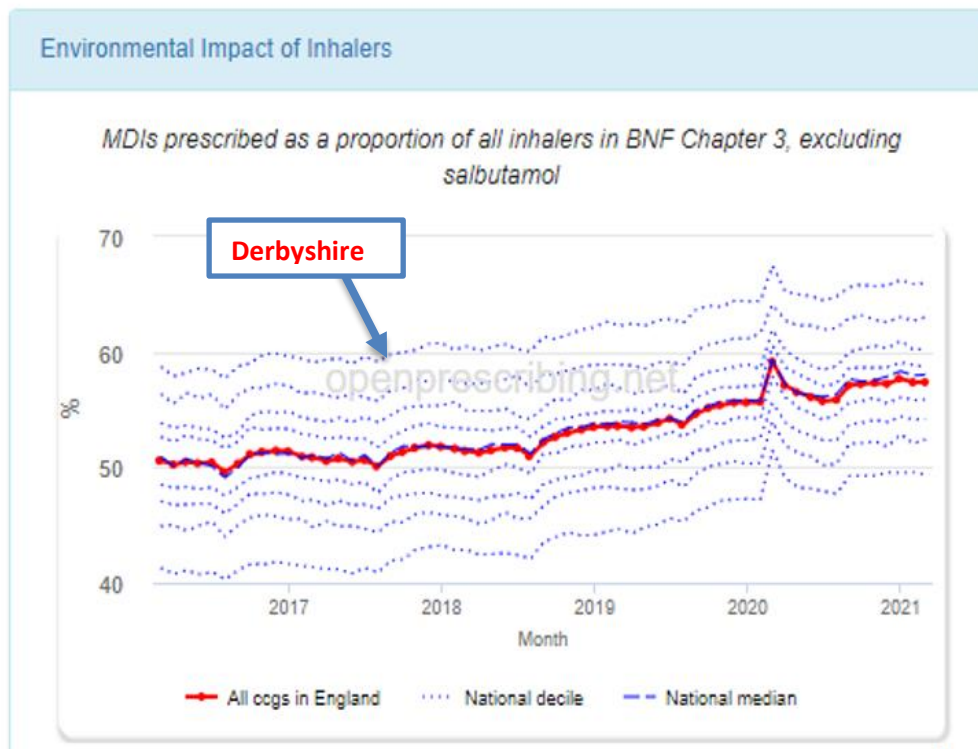 Environmental Impact of Inhalers
MDIs prescribed as a proportion of all inhalers in BNF Chapter 3, excluding
salbutamol
Derbyshire
openprescribing.net
%
70
60
50
40
2017 2018 2019 2020 2021
Month
All ccgs in England National decile National median